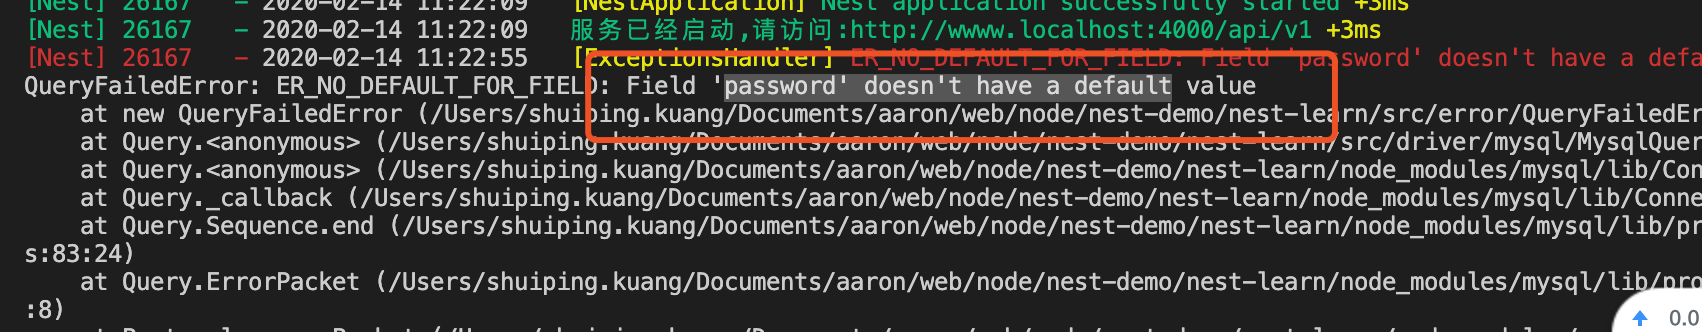 [Nest] 26167 - 2020-02-14 11:22:09 [NestApplication] Nest application successfully started +3ms
[Nest] 26167 - 2020-02-14 11:22:09 服务已经启动,请访问:http://wwww.localhost:4000/api/v1 +3ms
[Nest] 26167 - 2020-02-14 11:22:55 [ExceptionsHandler] ER_NO_DEFAULT_FOR_FIELD: Field 'password' doesn't have a defa
QueryFailedError: ER_NO_DEFAULT_FOR_FIELD: Field 'password' doesn't have a default value
at new QueryFailedError (/Users/shuiping.kuang/Documents/aaron/web/node/nest-demo/nest-learn/src/error/QueryFailedEr
at Query.<anonymous> (/Users/shuiping.kuang/Documents/aaron/web/node/nest-demo/nest-learn/src/driver/mysql/MysqlQuer
at Query.<anonymous> (/Users/shuiping.kuang/Documents/aaron/web/node/nest-demo/nest-learn/node_modules/mysql/lib/Con
at Query._callback (/Users/shuiping.kuang/Documents/aaron/web/node/nest-demo/nest-learn/node_modules/mysql/lib/Conne
at Query.Sequence.end (/Users/shuiping.kuang/Documents/aaron/web/node/nest-demo/nest-learn/node_modules/mysql/lib/pr
s:83:24)
at Query.ErrorPacket (/Users/shuiping.kuang/Documents/aaron/web/node/nest-demo/nest-learn/node_modules/mysql/lib/pro
:8)
0.0